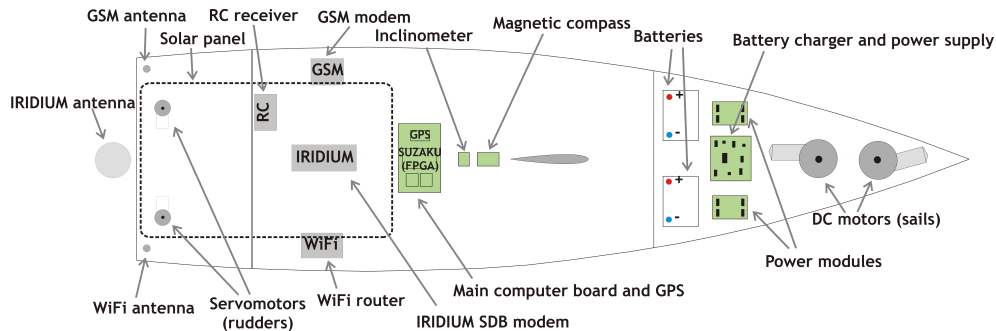 GSM antenna
RC receiver
GSM modem
Magnetic compass
Solar panel
Inclinometer
Batteries
Battery charger and power supply
IRIDIUM antenna
GSM
RC
GPS
SUZAKU
(FPGA)
IRIDIUM
+
-
+
-
WiFi
DC motors (sails)
Power modules
WiFi antenna
Servomotors
(rudders)
WiFi router
Main computer board and GPS
IRIDIUM SDB modem